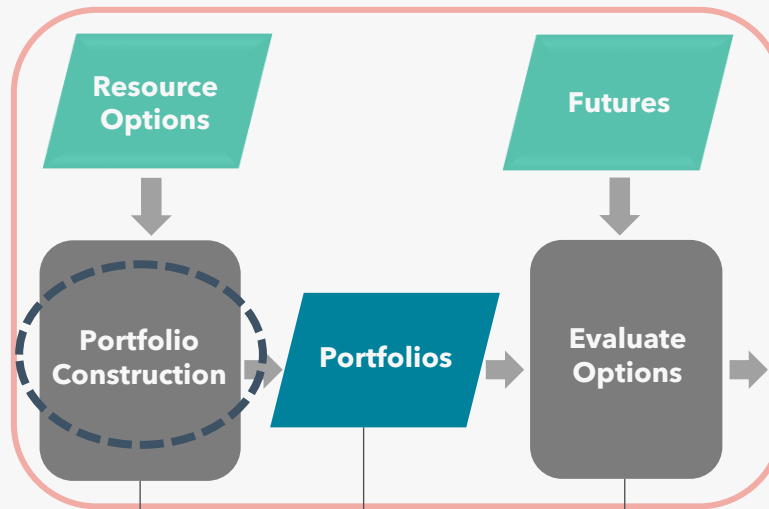 Resource
Options
Futures
Portfolio
Construction
Portfolios
Evaluate
Options